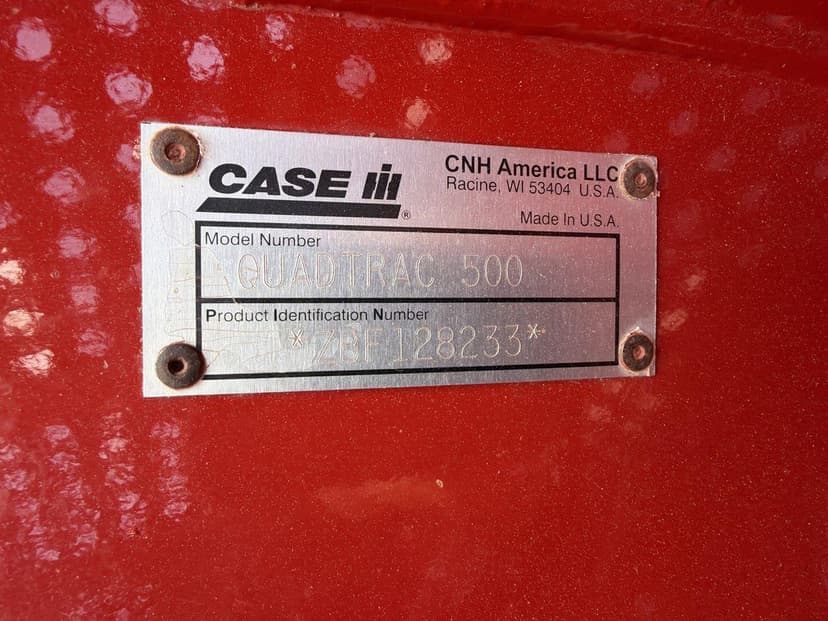 CASE IH®
CNH America LLC
Racine, WI 53404 U.S.A.
Made In U.S.A.
Model Number
QUADTRAC 500
Product Identification Number
*ZBF128233*